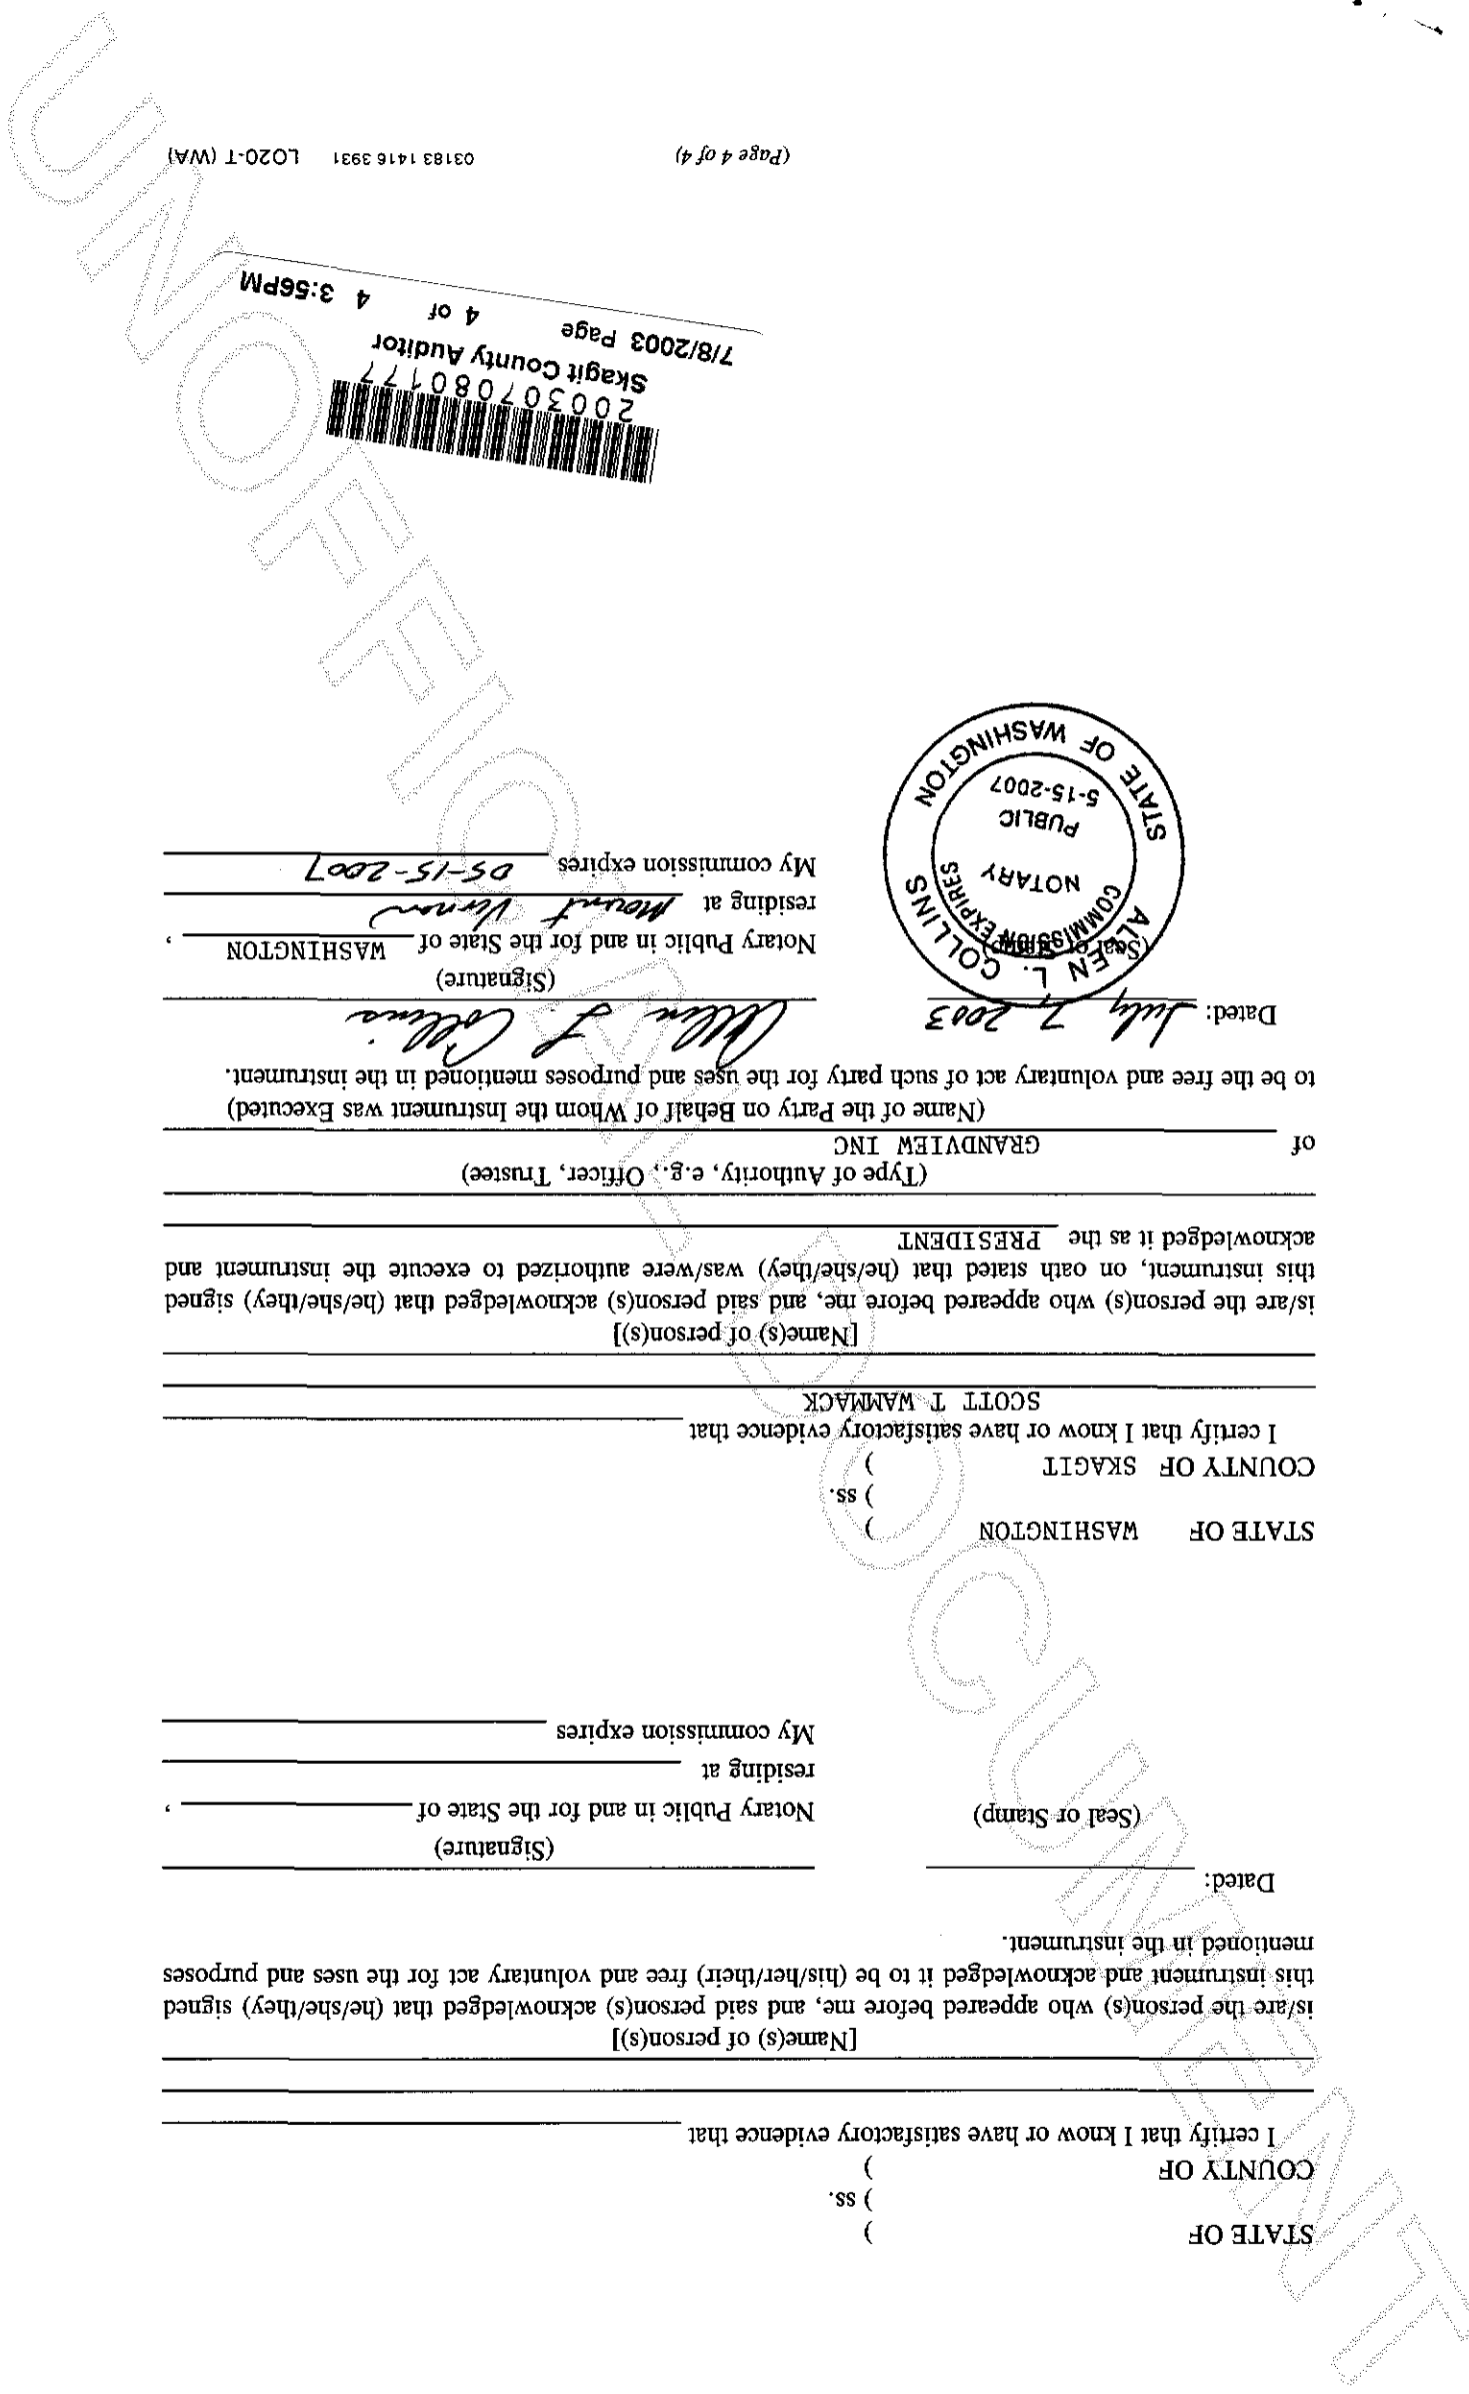 STATE OF )
) ss.
COUNTY OF )
I certify that I know or have satisfactory evidence that
[Name(s) of person(s)]
is/are the person(s) who appeared before me, and said person(s) acknowledged that (he/she/they) signed
this instrument and acknowledged it to be (his/her/their) free and voluntary act for the uses and purposes
mentioned in the instrument.
Dated:
(Signature)
(Seal or Stamp) Notary Public in and for the State of ,
residing at
My commission expires
STATE OF WASHINGTON )
) ss.
COUNTY OF SKAGIT )
I certify that I know or have satisfactory evidence that
SCOTT T WAMMACK
[Name(s) of person(s)]
is/are the person(s) who appeared before me, and said person(s) acknowledged that (he/she/they) signed
this instrument, on oath stated that (he/she/they) was/were authorized to execute the instrument and
acknowledged it as the PRESIDENT
(Type of Authority, e.g., Officer, Trustee)
of GRANDVIEW INC
(Name of the Party on Behalf of Whom the Instrument was Executed)
to be the free and voluntary act of such party for the uses and purposes mentioned in the instrument.
Dated: July 7, 2003 Allen L. Collins
(Signature)
(Seal or Stamp) Notary Public in and for the State of WASHINGTON ,
residing at Mount Vernon
My commission expires 05-15-2007
ALLEN L. COLLINS
COMMISSION EXPIRES
NOTARY
PUBLIC
5-15-2007
STATE OF WASHINGTON
200307080177
Skagit County Auditor
7/8/2003 Page 4 of 4 3:56PM
(Page 4 of 4) 03183 1416 3931 LO20-T (WA)
UNOFFICIAL DOCUMENT